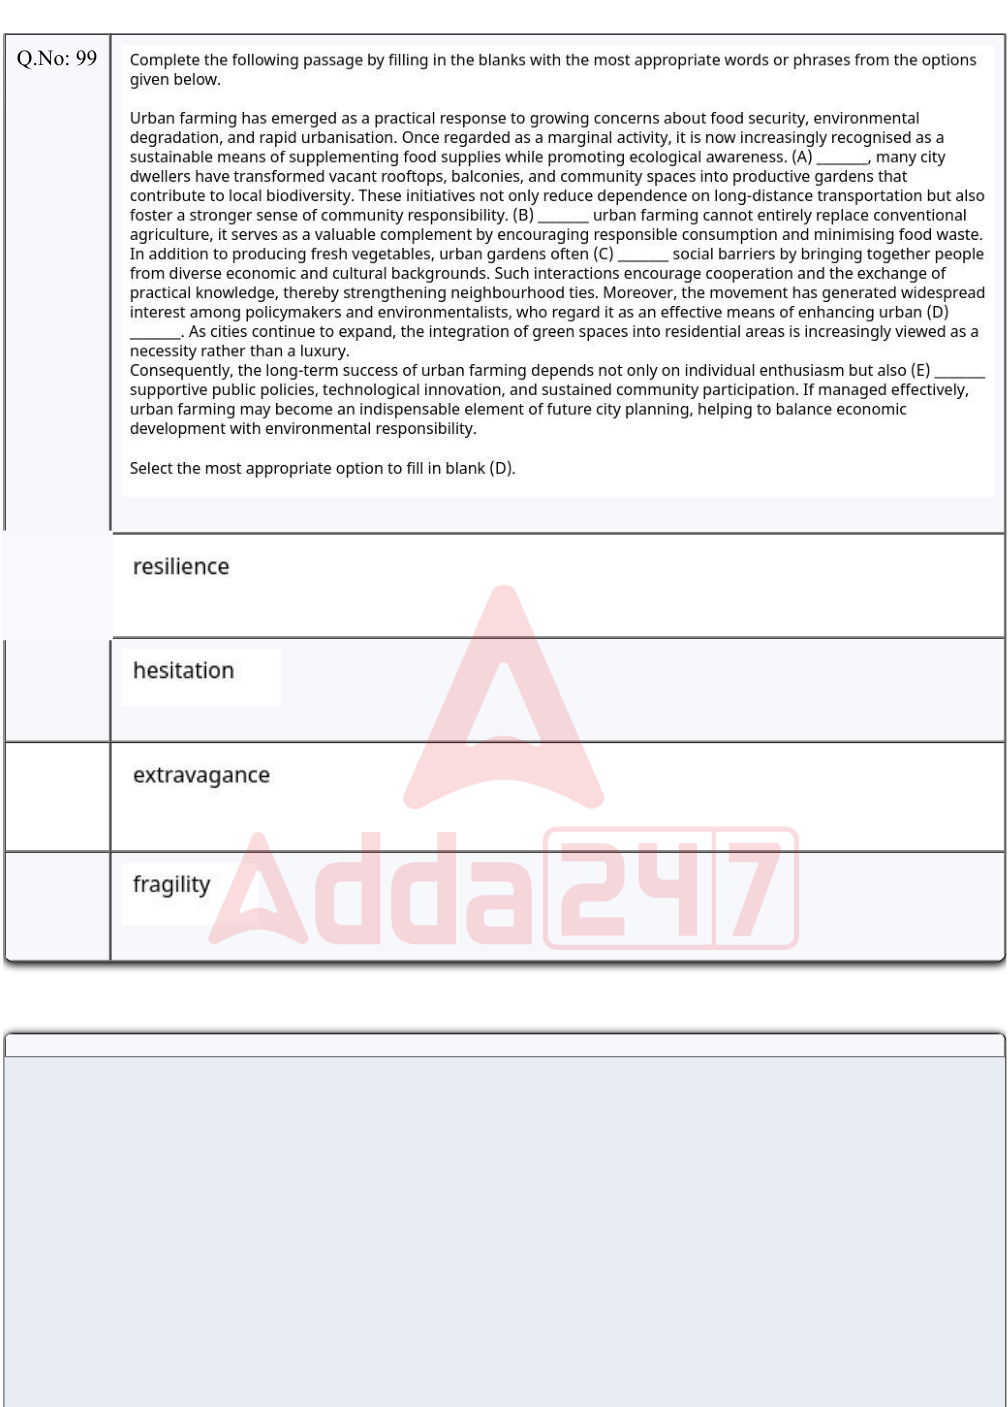 Q.No: 99
Complete the following passage by filling in the blanks with the most appropriate words or phrases from the options
given below.
Urban farming has emerged as a practical response to growing concerns about food security, environmental
degradation, and rapid urbanisation. Once regarded as a marginal activity, it is now increasingly recognised as a
sustainable means of supplementing food supplies while promoting ecological awareness. (A) _______, many city
dwellers have transformed vacant rooftops, balconies, and community spaces into productive gardens that
contribute to local biodiversity. These initiatives not only reduce dependence on long-distance transportation but also
foster a stronger sense of community responsibility. (B) _______ urban farming cannot entirely replace conventional
agriculture, it serves as a valuable complement by encouraging responsible consumption and minimising food waste.
In addition to producing fresh vegetables, urban gardens often (C) _______ social barriers by bringing together people
from diverse economic and cultural backgrounds. Such interactions encourage cooperation and the exchange of
practical knowledge, thereby strengthening neighbourhood ties. Moreover, the movement has generated widespread
interest among policymakers and environmentalists, who regard it as an effective means of enhancing urban (D)
_______. As cities continue to expand, the integration of green spaces into residential areas is increasingly viewed as a
necessity rather than a luxury.
Consequently, the long-term success of urban farming depends not only on individual enthusiasm but also (E) _______
supportive public policies, technological innovation, and sustained community participation. If managed effectively,
urban farming may become an indispensable element of future city planning, helping to balance economic
development with environmental responsibility.
Select the most appropriate option to fill in blank (D).
resilience
hesitation
extravagance
fragility
Adda247